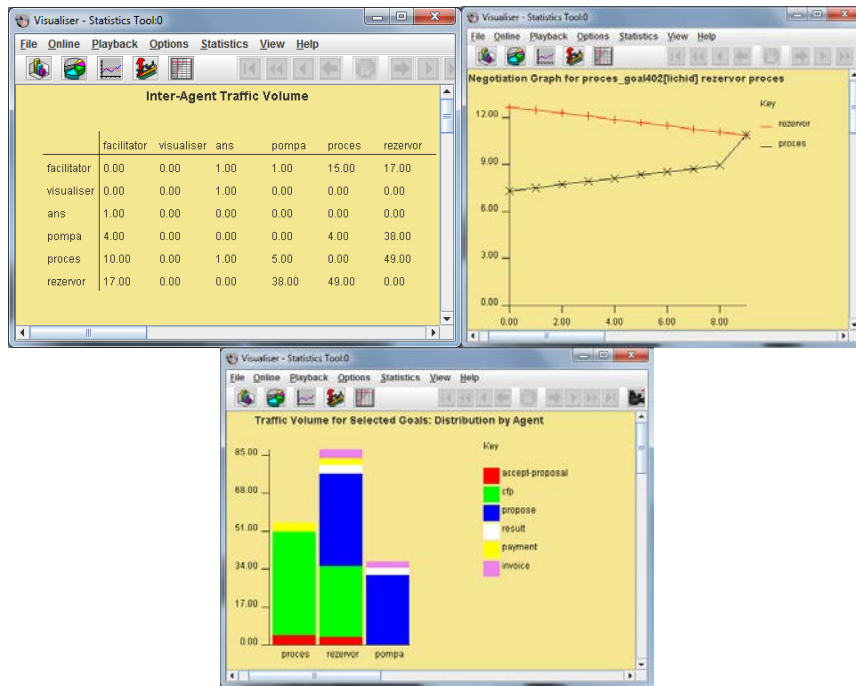 Visualiser - Statistics Tool:0
File Online Playback Options Statistics View Help
Inter-Agent Traffic Volume
facilitator visualiser ans pompa proces rezervor
facilitator 0.00 0.00 1.00 1.00 15.00 17.00
visualiser 0.00 0.00 1.00 0.00 0.00 0.00
ans 1.00 0.00 0.00 0.00 0.00 0.00
pompa 4.00 0.00 0.00 0.00 4.00 38.00
proces 10.00 0.00 1.00 5.00 0.00 49.00
rezervor 17.00 0.00 0.00 38.00 49.00 0.00
Visualiser - Statistics Tool:0
File Online Playback Options Statistics View Help
Negotiation Graph for proces_goal402[lichid] rezervor proces
Key
rezervor
proces
12.00
9.00
6.00
3.00
0.00
0.00 2.00 4.00 6.00 8.00
Visualiser - Statistics Tool:0
File Online Playback Options Statistics View Help
Traffic Volume for Selected Goals: Distribution by Agent
Key
accept-proposal
cfp
propose
result
payment
invoice
85.00
68.00
51.00
34.00
17.00
0.00
proces rezervor pompa